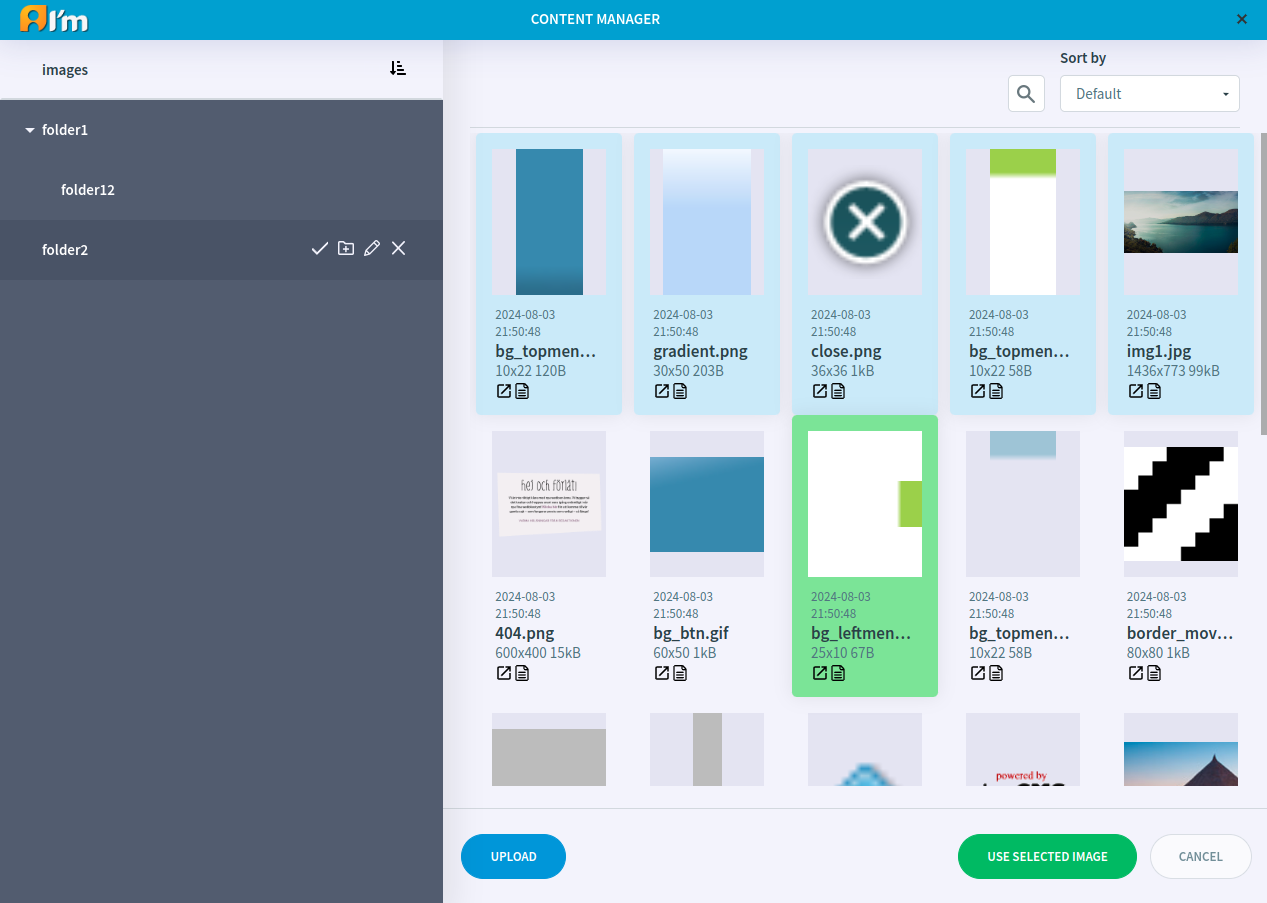 I'm
CONTENT MANAGER
images
Sort by
Default
folder1
folder12
folder2
2024-08-03
21:50:48
bg_topmen...
10x22 120B
2024-08-03
21:50:48
gradient.png
30x50 203B
2024-08-03
21:50:48
close.png
36x36 1kB
2024-08-03
21:50:48
bg_topmen...
10x22 58B
2024-08-03
21:50:48
img1.jpg
1436x773 99kB
hej och förlåt!
2024-08-03
21:50:48
404.png
600x400 15kB
2024-08-03
21:50:48
bg_btn.gif
60x50 1kB
2024-08-03
21:50:48
bg_leftmen...
25x10 67B
2024-08-03
21:50:48
bg_topmen...
10x22 58B
2024-08-03
21:50:48
border_mov...
80x80 1kB
powered by
UPLOAD
USE SELECTED IMAGE
CANCEL